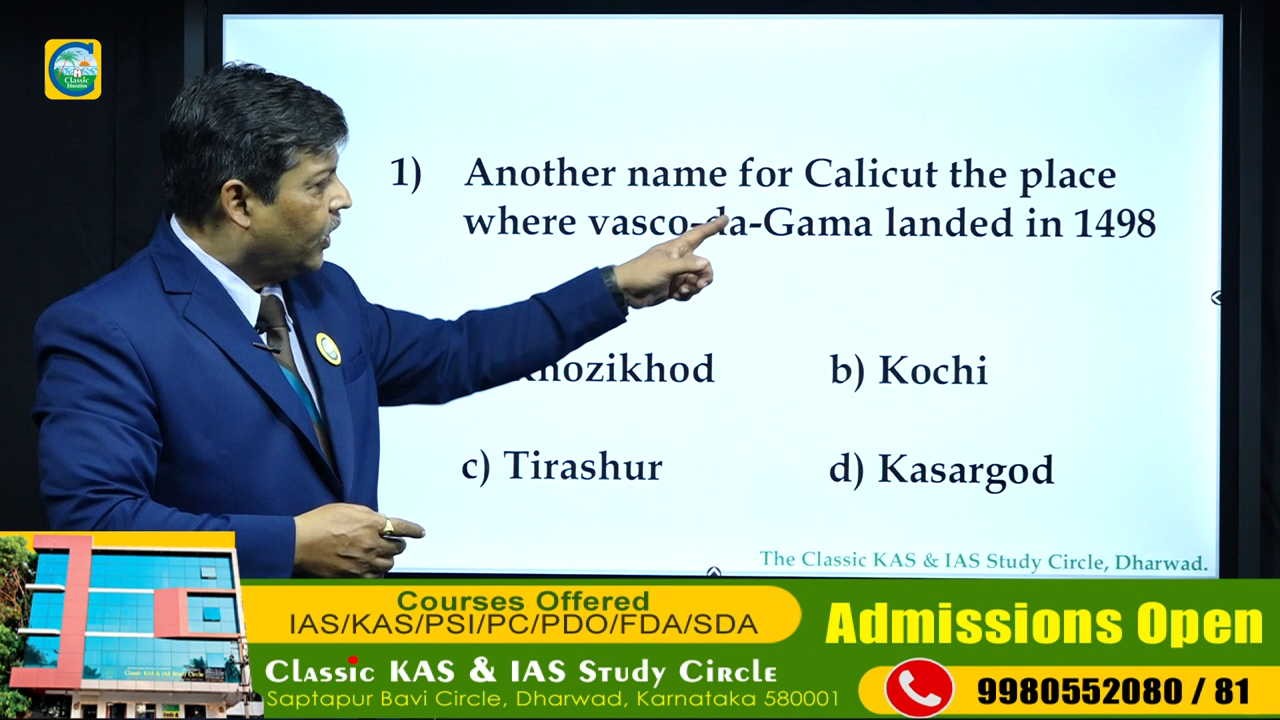 Classic
Education
1) Another name for Calicut the place
where vasco-da-Gama landed in 1498
b) Kochi
c) Tirashur
d) Kasargod
The Classic KAS & IAS Study Circle, Dharwad.
Courses Offered
IAS/KAS/PSI/PC/PDO/FDA/SDA
Admissions Open
Classic KAS & IAS Study Circle
Saptapur Bavi Circle, Dharwad, Karnataka 580001
9980552080 / 81